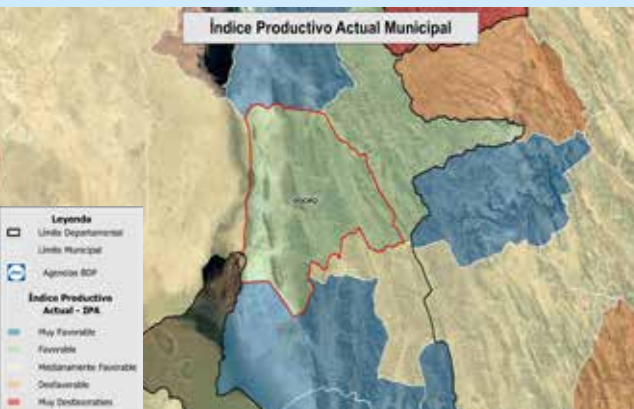 Índice Productivo Actual Municipal
Leyenda
Límite Departamental
Límite Municipal
Agencias BDP
Índice Productivo
Actual - IPA
Muy Favorable
Favorable
Medianamente Favorable
Desfavorable
Muy Desfavorable